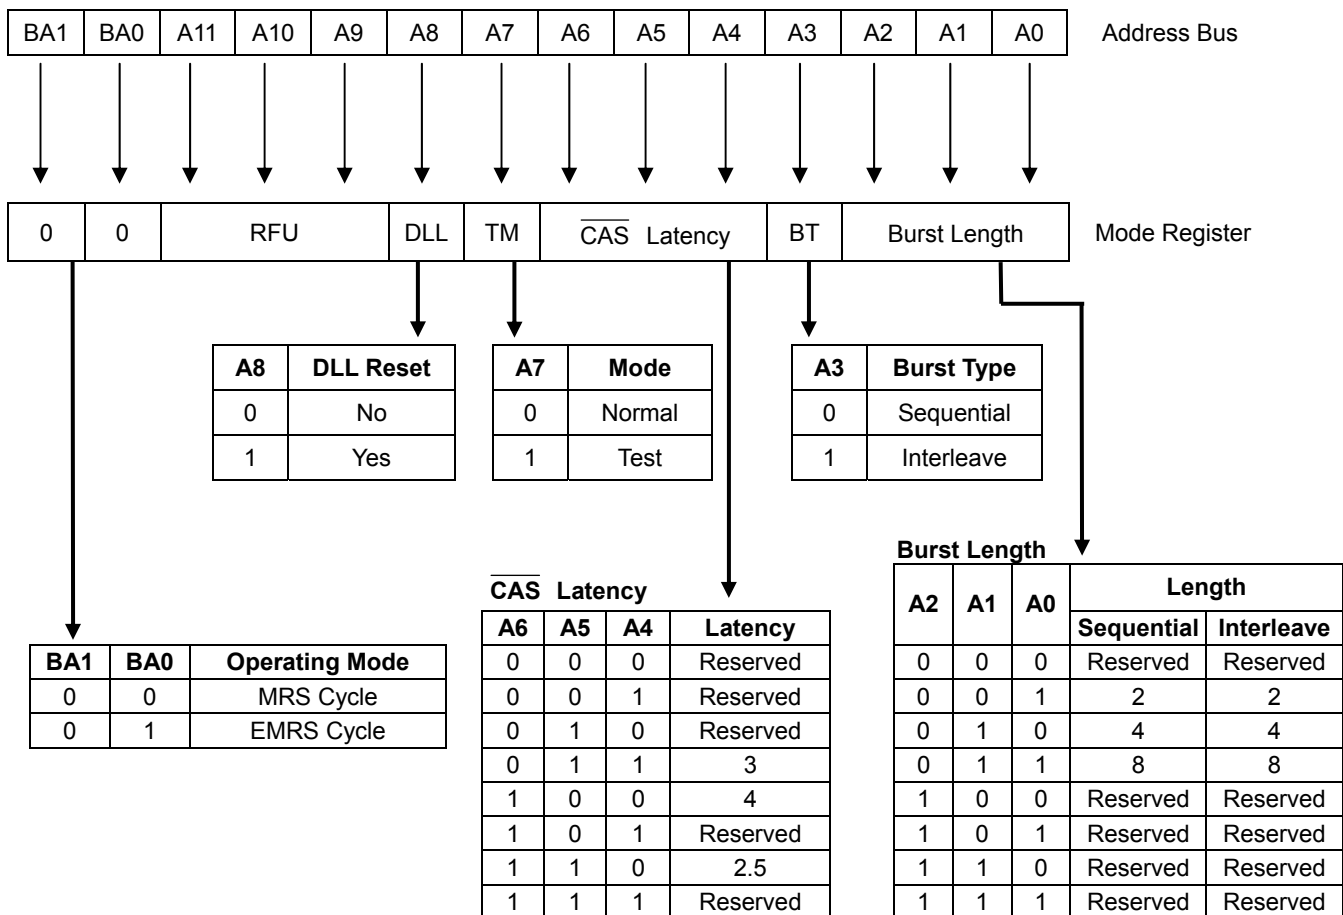 BA1 BA0 A11 A10 A9 A8 A7 A6 A5 A4 A3 A2 A1 A0 Address Bus
0 0 RFU DLL TM CAS Latency BT Burst Length Mode Register
A8 DLL Reset
0 No
1 Yes
A7 Mode
0 Normal
1 Test
A3 Burst Type
0 Sequential
1 Interleave
BA1 BA0 Operating Mode
0 0 MRS Cycle
0 1 EMRS Cycle
CAS Latency
A6 A5 A4 Latency
0 0 0 Reserved
0 0 1 Reserved
0 1 0 Reserved
0 1 1 3
1 0 0 4
1 0 1 Reserved
1 1 0 2.5
1 1 1 Reserved
Burst Length
A2 A1 A0 Length
Sequential Interleave
0 0 0 Reserved Reserved
0 0 1 2 2
0 1 0 4 4
0 1 1 8 8
1 0 0 Reserved Reserved
1 0 1 Reserved Reserved
1 1 0 Reserved Reserved
1 1 1 Reserved Reserved